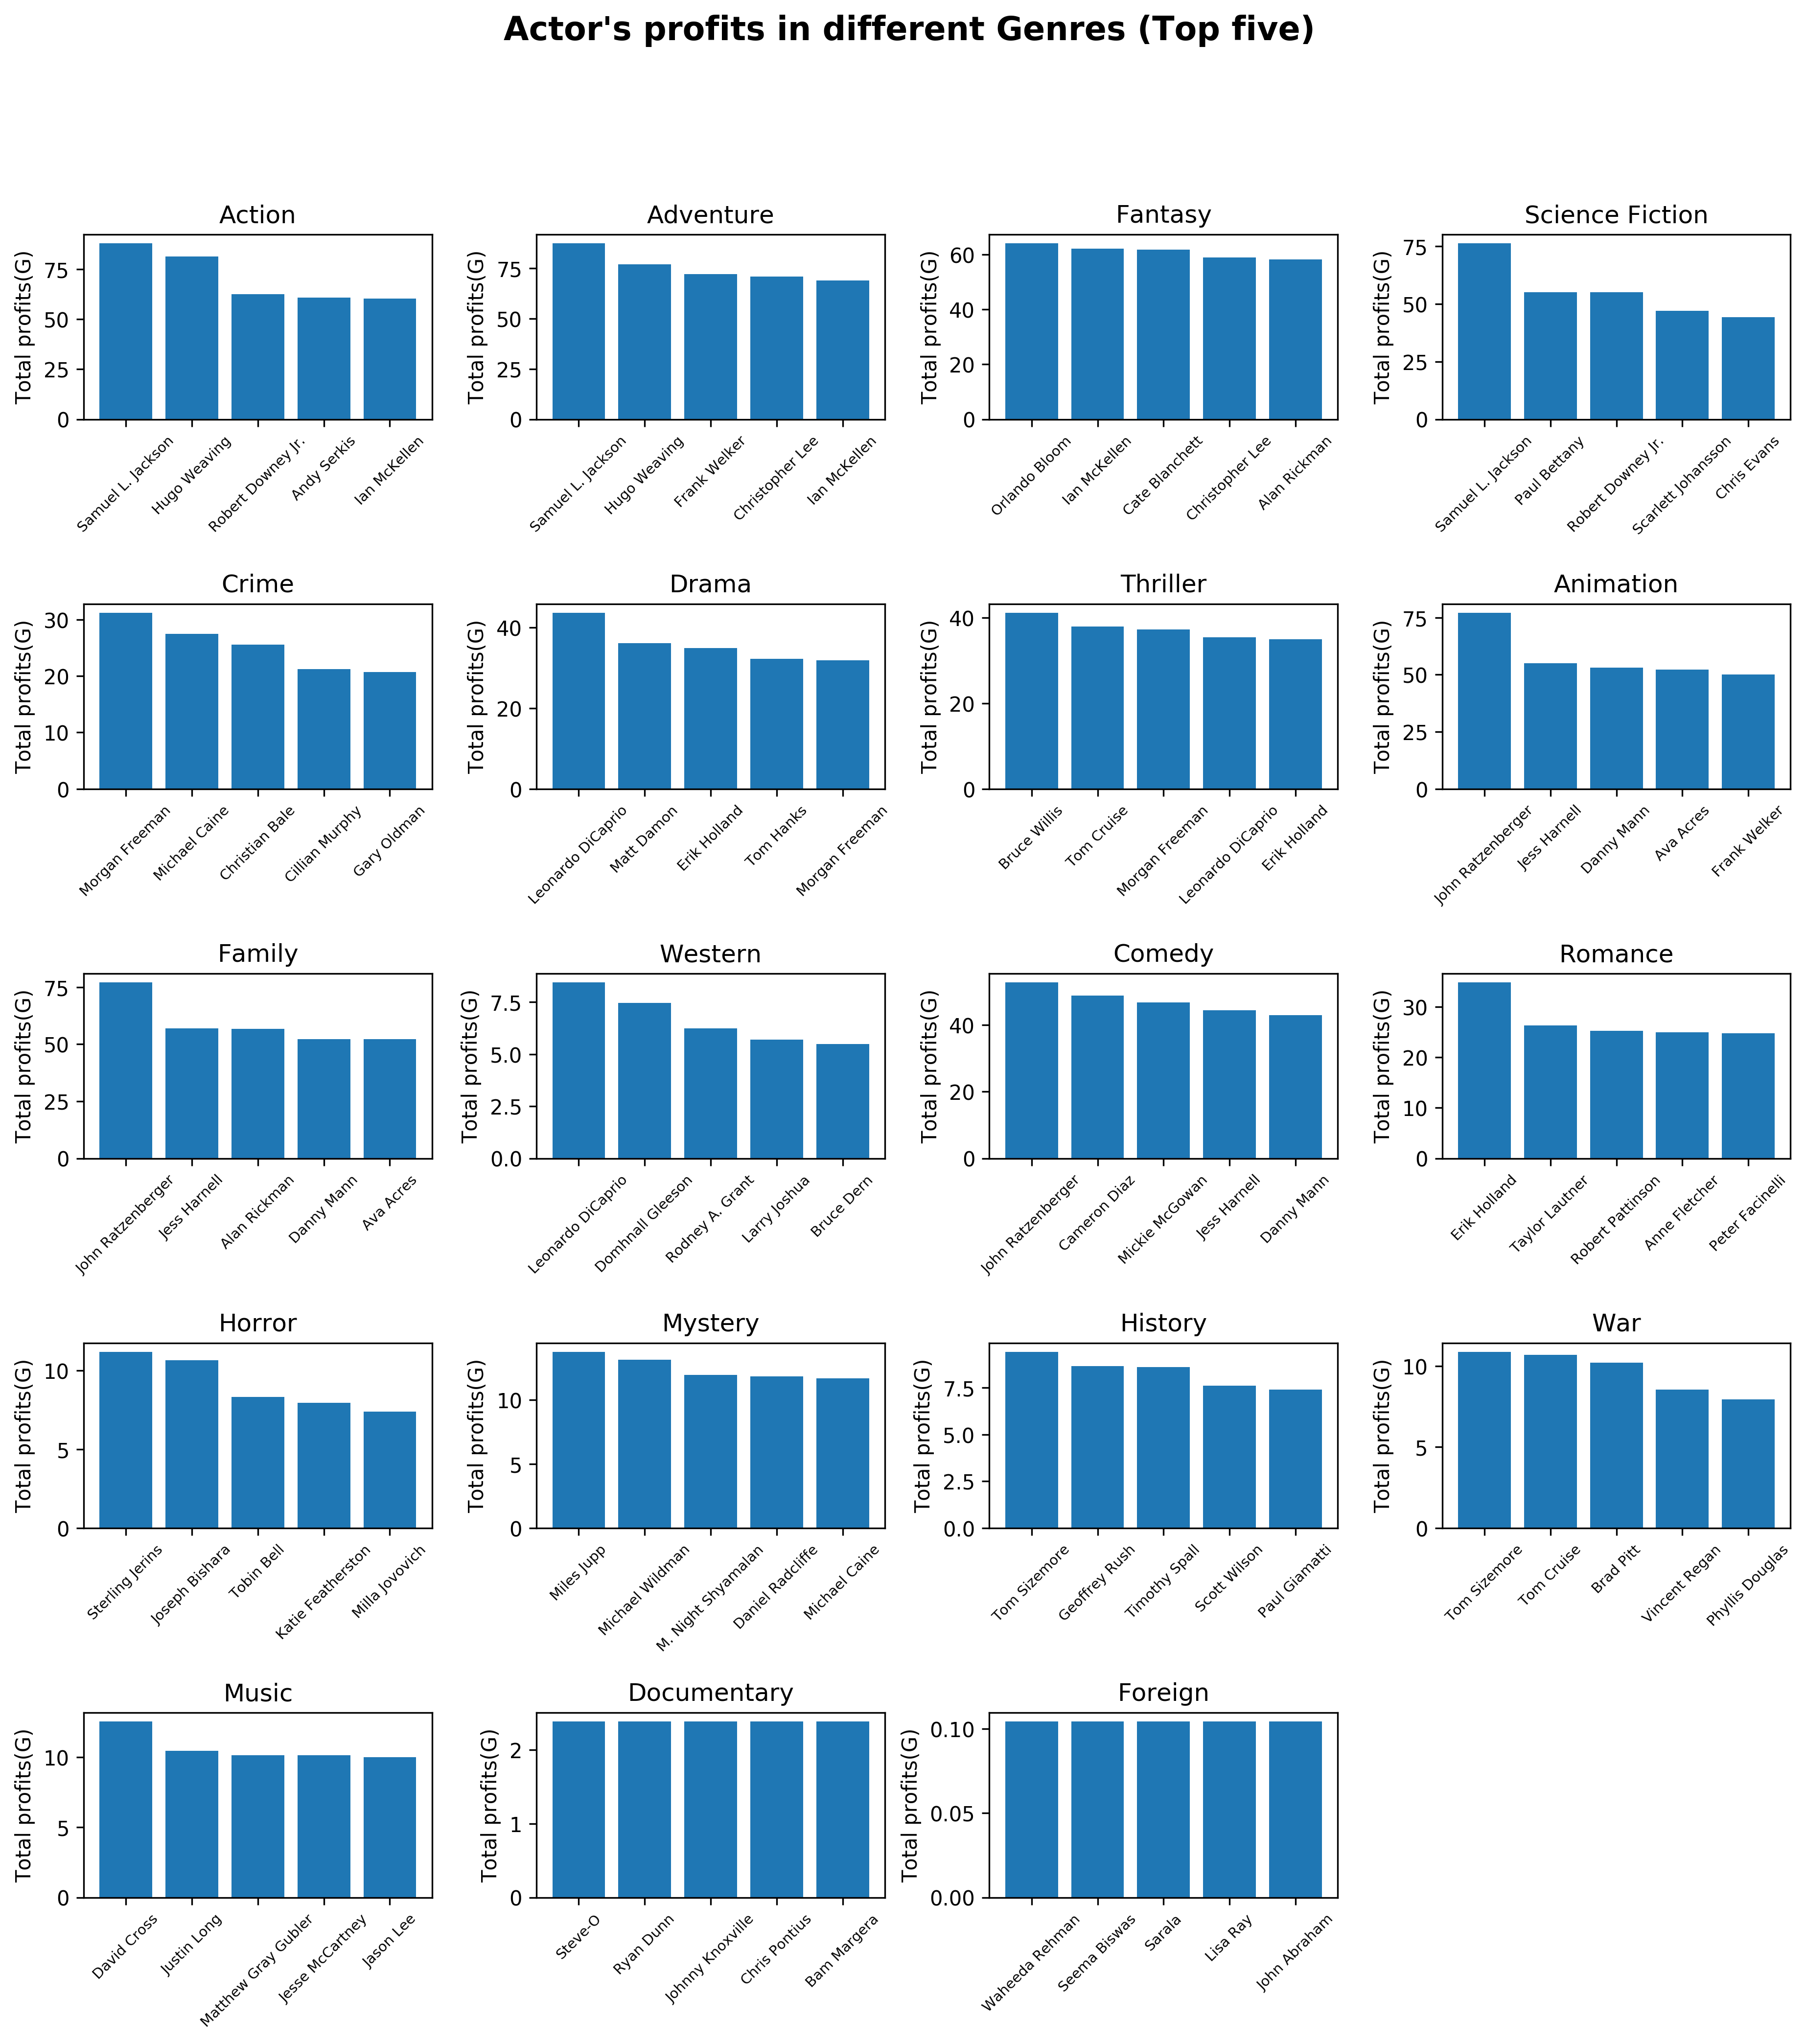 Actor's profits in different Genres (Top five)
Action
Total profits(G)
75
50
25
0
Samuel L. Jackson
Hugo Weaving
Robert Downey Jr.
Andy Serkis
Ian McKellen
Adventure
Total profits(G)
75
50
25
0
Samuel L. Jackson
Hugo Weaving
Frank Welker
Christopher Lee
Ian McKellen
Fantasy
Total profits(G)
60
40
20
0
Orlando Bloom
Ian McKellen
Cate Blanchett
Christopher Lee
Alan Rickman
Science Fiction
Total profits(G)
75
50
25
0
Samuel L. Jackson
Paul Bettany
Robert Downey Jr.
Scarlett Johansson
Chris Evans
Crime
Total profits(G)
30
20
10
0
Morgan Freeman
Michael Caine
Christian Bale
Cillian Murphy
Gary Oldman
Drama
Total profits(G)
40
20
0
Leonardo DiCaprio
Matt Damon
Erik Holland
Tom Hanks
Morgan Freeman
Thriller
Total profits(G)
40
20
0
Bruce Willis
Tom Cruise
Morgan Freeman
Leonardo DiCaprio
Erik Holland
Animation
Total profits(G)
75
50
25
0
John Ratzenberger
Jess Harnell
Danny Mann
Ava Acres
Frank Welker
Family
Total profits(G)
75
50
25
0
John Ratzenberger
Jess Harnell
Alan Rickman
Danny Mann
Ava Acres
Western
Total profits(G)
7.5
5.0
2.5
0.0
Leonardo DiCaprio
Domhnall Gleeson
Rodney A. Grant
Larry Joshua
Bruce Dern
Comedy
Total profits(G)
40
20
0
John Ratzenberger
Cameron Diaz
Mickie McGowan
Jess Harnell
Danny Mann
Romance
Total profits(G)
30
20
10
0
Erik Holland
Taylor Lautner
Robert Pattinson
Anne Fletcher
Peter Facinelli
Horror
Total profits(G)
10
5
0
Sterling Jerins
Joseph Bishara
Tobin Bell
Katie Featherston
Milla Jovovich
Mystery
Total profits(G)
10
5
0
Miles Jupp
Michael Wildman
M. Night Shyamalan
Daniel Radcliffe
Michael Caine
History
Total profits(G)
7.5
5.0
2.5
0.0
Tom Sizemore
Geoffrey Rush
Timothy Spall
Scott Wilson
Paul Giamatti
War
Total profits(G)
10
5
0
Tom Sizemore
Tom Cruise
Brad Pitt
Vincent Regan
Phyllis Douglas
Music
Total profits(G)
10
5
0
David Cross
Justin Long
Matthew Gray Gubler
Jesse McCartney
Jason Lee
Documentary
Total profits(G)
2
1
0
Steve-O
Ryan Dunn
Johnny Knoxville
Chris Pontius
Bam Margera
Foreign
Total profits(G)
0.10
0.05
0.00
Waheeda Rehman
Seema Biswas
Sarala
Lisa Ray
John Abraham